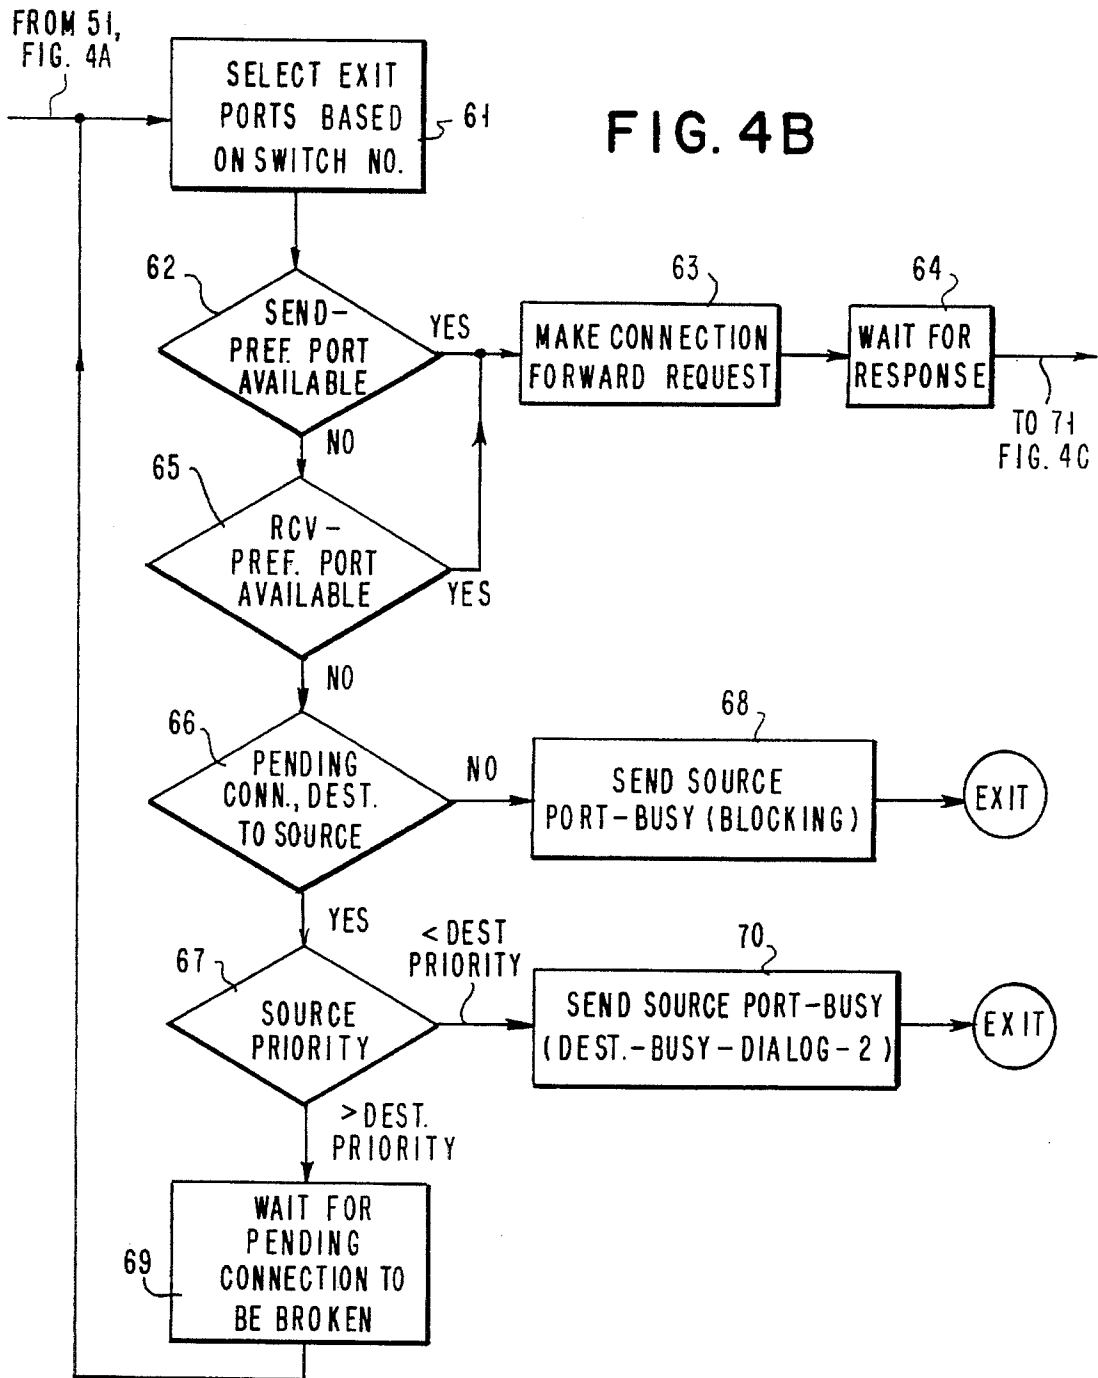 FROM 51,
FIG. 4A
SELECT EXIT
PORTS BASED
ON SWITCH NO.
61
FIG. 4B
62
SEND-
PREF. PORT
AVAILABLE
YES
NO
63
MAKE CONNECTION
FORWARD REQUEST
64
WAIT FOR
RESPONSE
TO 71
FIG. 4C
65
RCV-
PREF. PORT
AVAILABLE
YES
NO
66
PENDING
CONN., DEST.
TO SOURCE
NO
68
SEND SOURCE
PORT-BUSY (BLOCKING)
EXIT
YES
67
SOURCE
PRIORITY
< DEST
PRIORITY
70
SEND SOURCE PORT-BUSY
(DEST.-BUSY-DIALOG-2)
EXIT
> DEST.
PRIORITY
69
WAIT FOR
PENDING
CONNECTION TO
BE BROKEN